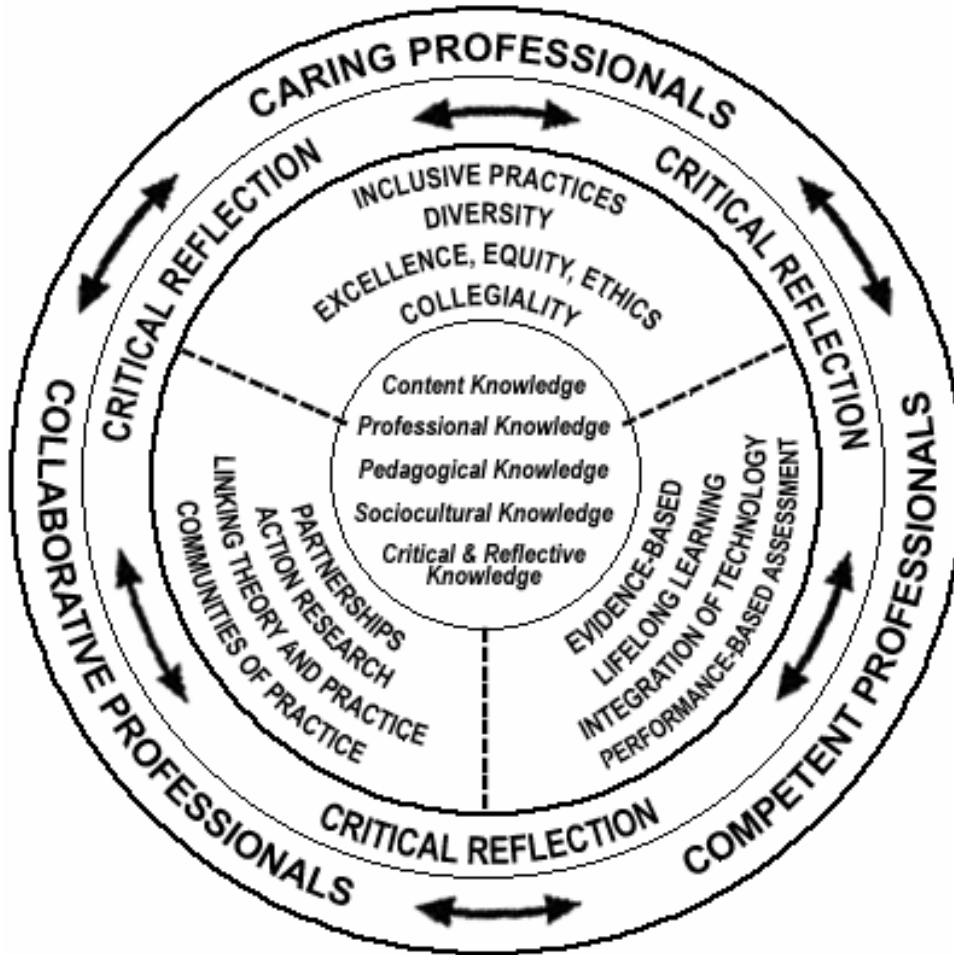 CARING PROFESSIONALS
CRITICAL REFLECTION
CRITICAL REFLECTION
INCLUSIVE PRACTICES
DIVERSITY
EXCELLENCE, EQUITY, ETHICS
COLLEGIALITY
Content Knowledge
Professional Knowledge
Pedagogical Knowledge
Sociocultural Knowledge
Critical & Reflective
Knowledge
COLLABORATIVE PROFESSIONALS
PARTNERSHIPS
ACTION RESEARCH
LINKING THEORY AND PRACTICE
COMMUNITIES OF PRACTICE
EVIDENCE-BASED
LIFELONG LEARNING
INTEGRATION OF TECHNOLOGY
PERFORMANCE-BASED ASSESSMENT
COMPETENT PROFESSIONALS
CRITICAL REFLECTION